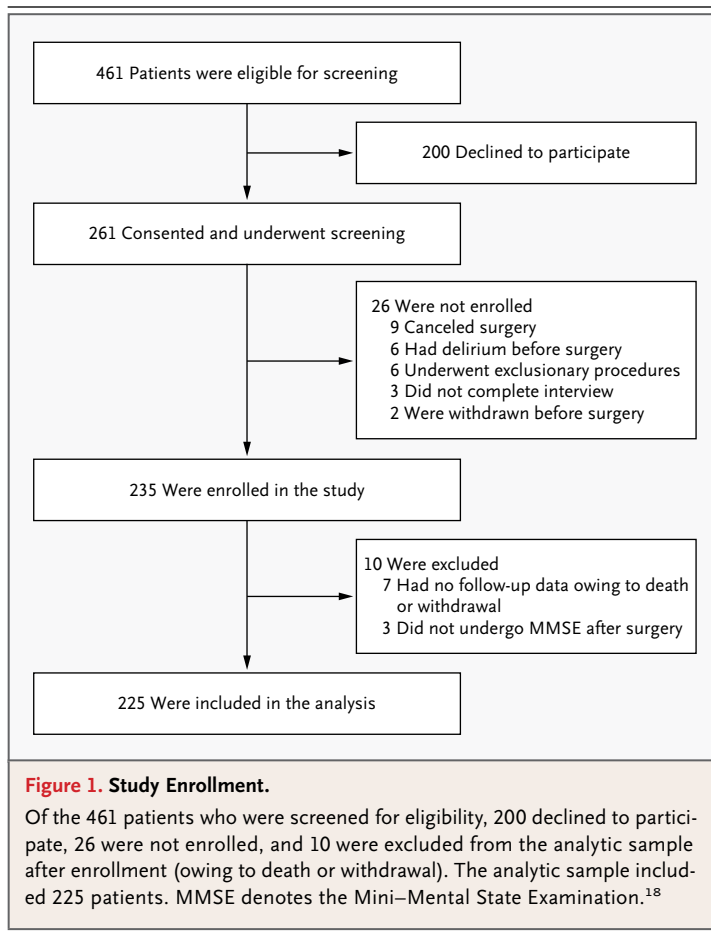 461 Patients were eligible for screening
200 Declined to participate
261 Consented and underwent screening
26 Were not enrolled
9 Canceled surgery
6 Had delirium before surgery
6 Underwent exclusionary procedures
3 Did not complete interview
2 Were withdrawn before surgery
235 Were enrolled in the study
10 Were excluded
7 Had no follow-up data owing to death
or withdrawal
3 Did not undergo MMSE after surgery
225 Were included in the analysis
Figure 1. Study Enrollment.
Of the 461 patients who were screened for eligibility, 200 declined to partici-
pate, 26 were not enrolled, and 10 were excluded from the analytic sample
after enrollment (owing to death or withdrawal). The analytic sample includ-
ed 225 patients. MMSE denotes the Mini–Mental State Examination.¹⁸